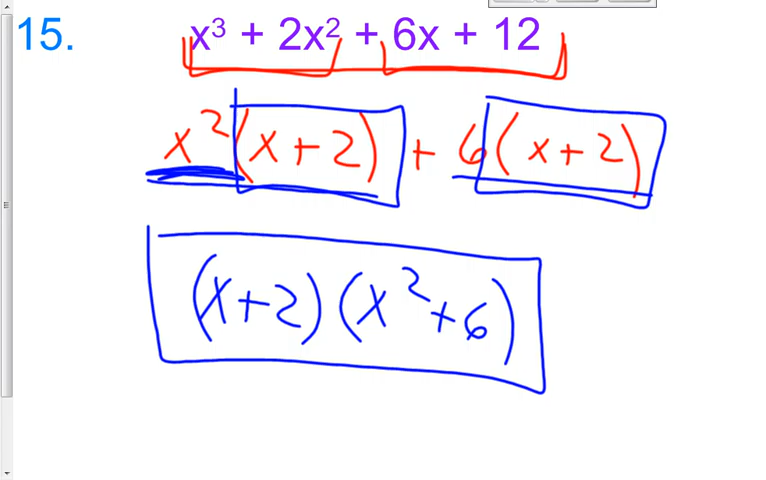 15. x³ + 2x² + 6x + 12
x²(x+2) + 6(x+2)
(x+2)(x²+6)